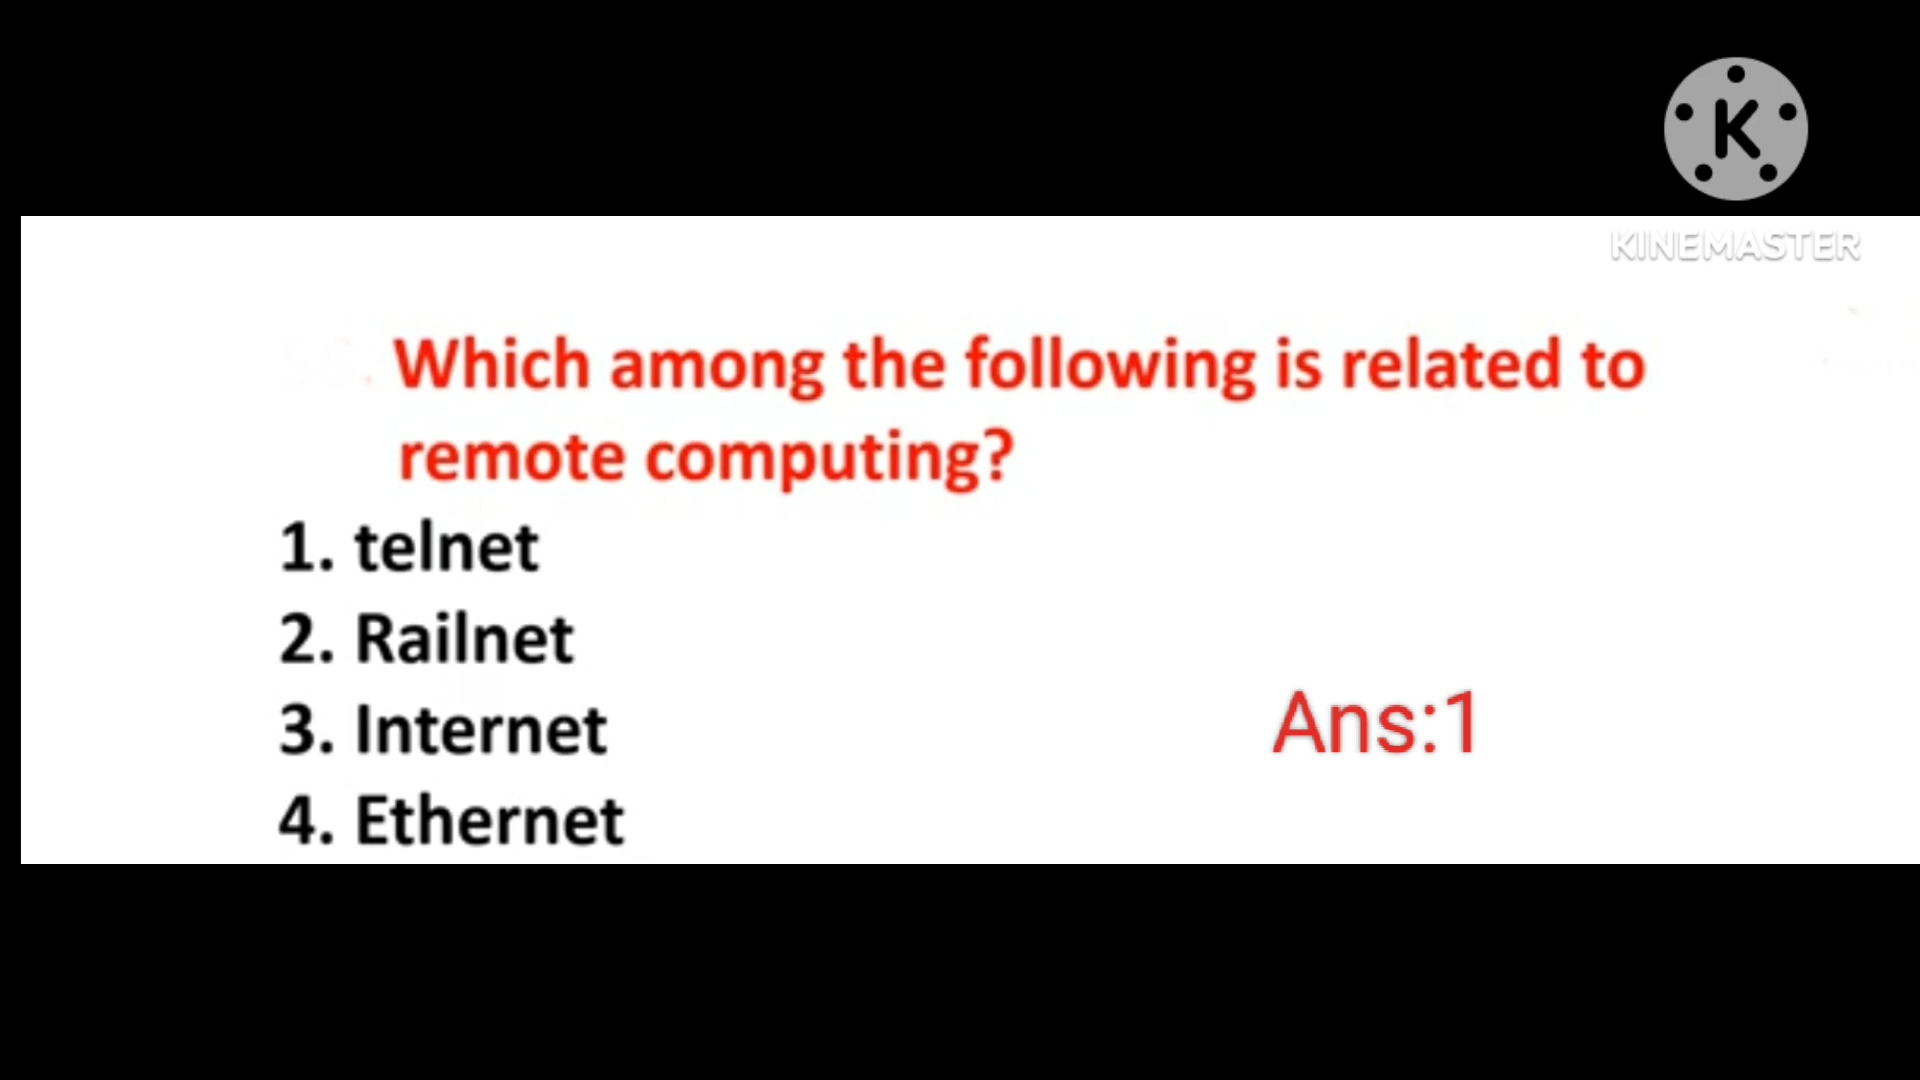 K
KINEMASTER
Which among the following is related to
remote computing?
1. telnet
2. Railnet
3. Internet
Ans:1
4. Ethernet